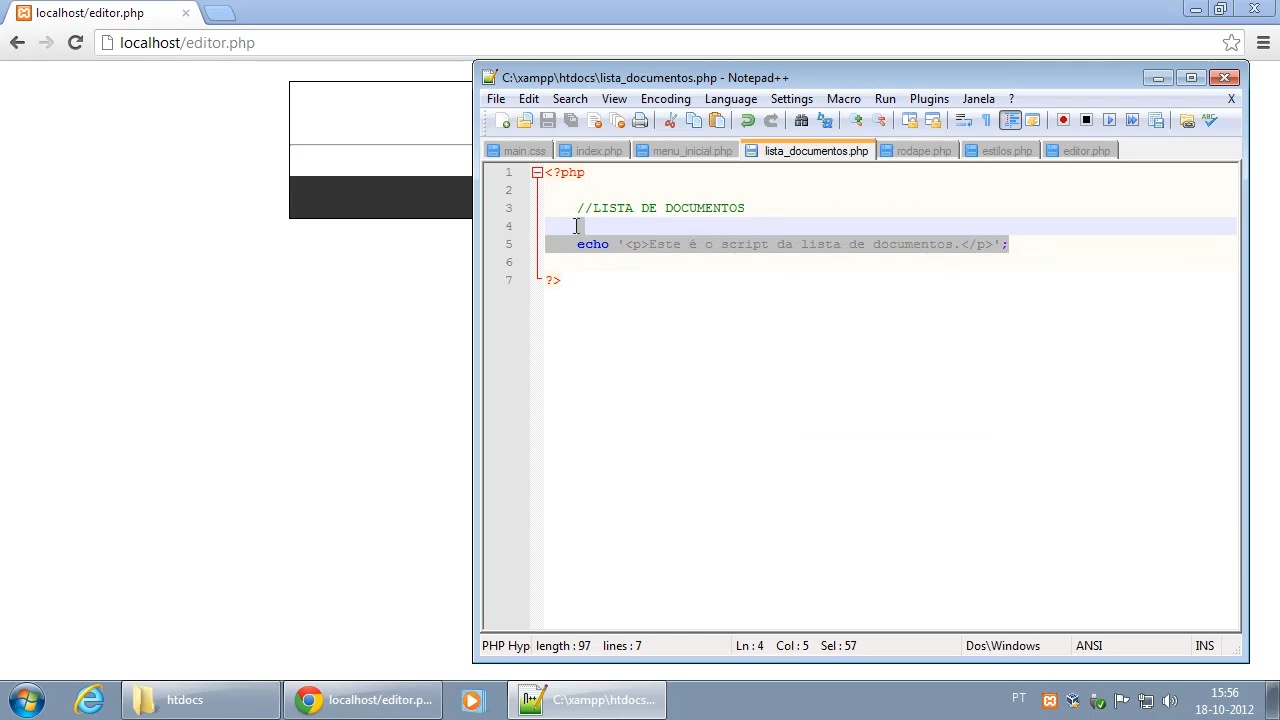 localhost/editor.php
localhost/editor.php
C:\xampp\htdocs\lista_documentos.php - Notepad++
File Edit Search View Encoding Language Settings Macro Run Plugins Janela ? X
main.css index.php menu_inicial.php lista_documentos.php rodape.php estilos.php editor.php
1 <?php
2
3 //LISTA DE DOCUMENTOS
4
5 echo '<p>Este é o script da lista de documentos.</p>';
6
7 ?>
PHP Hyp length : 97 lines : 7 Ln : 4 Col : 5 Sel : 57 Dos\Windows ANSI INS
htdocs localhost/editor.p... C:\xampp\htdocs... PT 15:56
18-10-2012